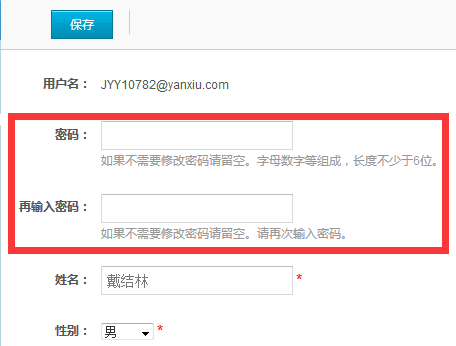 保存
用户名： JYY10782@yanxiu.com
密码：
如果不需要修改密码请留空。字母数字等组成，长度不少于6位。
再输入密码：
如果不需要修改密码请留空。请再次输入密码。
姓名： 戴结林 *
性别： 男 *